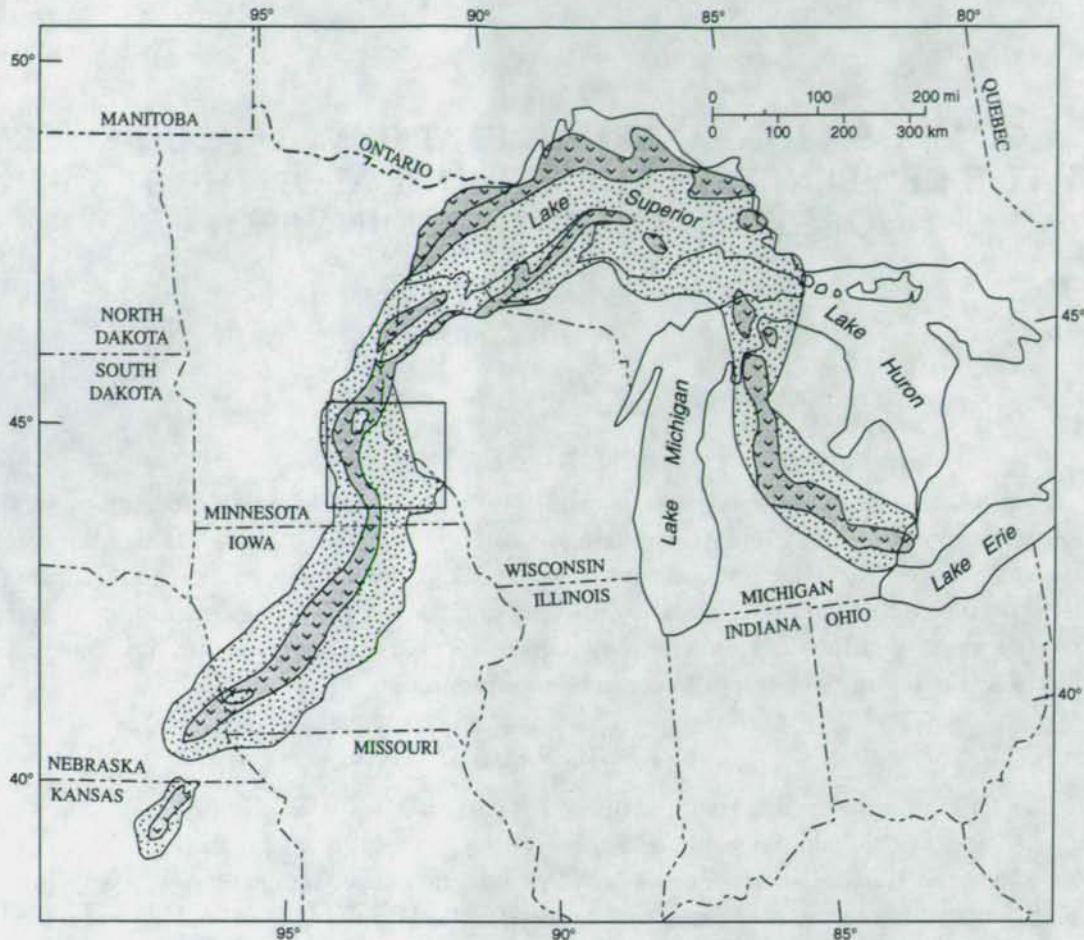 95°
90°
85°
80°
50°
0 100 200 mi
0 100 200 300 km
QUEBEC
MANITOBA
ONTARIO
Lake Superior
NORTH DAKOTA
SOUTH DAKOTA
45°
Lake Huron
45°
Lake Michigan
MINNESOTA
IOWA
WISCONSIN
ILLINOIS
MICHIGAN
INDIANA
OHIO
Lake Erie
40°
MISSOURI
NEBRASKA
KANSAS
40°
95°
90°
85°